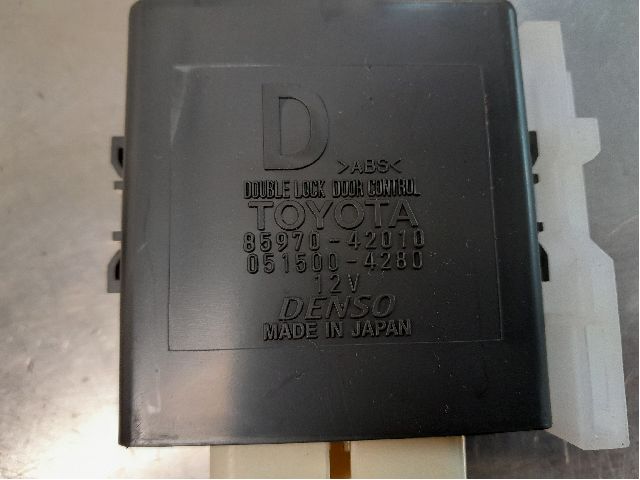 D
>ABS<
DOUBLE LOCK DOOR CONTROL
TOYOTA
85970-42010
051500-4280
12V
DENSO
MADE IN JAPAN